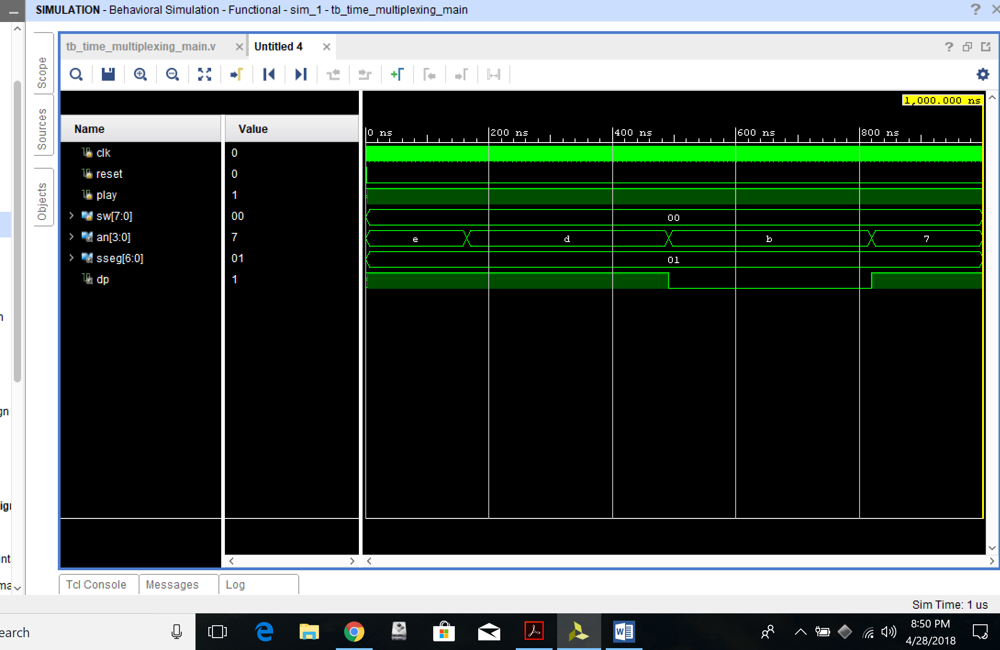 SIMULATION - Behavioral Simulation - Functional - sim_1 - tb_time_multiplexing_main
tb_time_multiplexing_main.v
Untitled 4
Scope
Sources
Objects
1,000.000 ns
Name Value
0 ns 200 ns 400 ns 600 ns 800 ns
clk 0
reset 0
play 1
sw[7:0] 00 00
an[3:0] 7 e d b 7
sseg[6:0] 01 01
dp 1
n
gn
ign
nt
ma
Tcl Console Messages Log
Sim Time: 1 us
earch
8:50 PM
4/28/2018